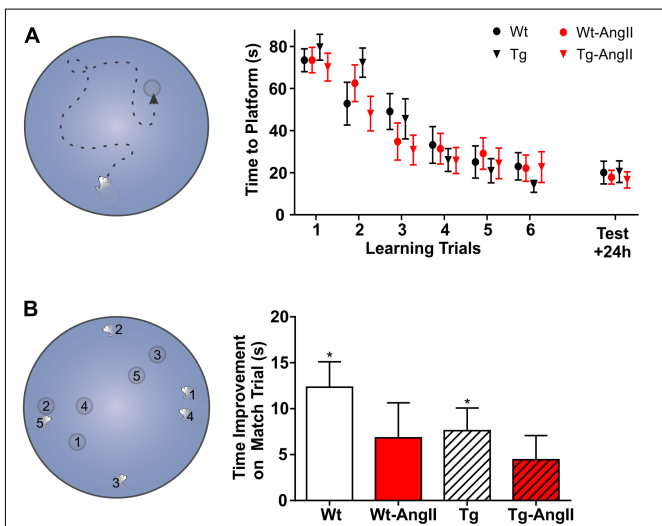 A
Wt
Wt-AngII
Tg
Tg-AngII
Time to Platform (s)
80
60
40
20
0
1 2 3 4 5 6 Test
Learning Trials +24h
B
2
3
5
1
2
4
4
5
1
3
Time Improvement
on Match Trial (s)
20
15
10
5
0
*
*
Wt Wt-AngII Tg Tg-AngII